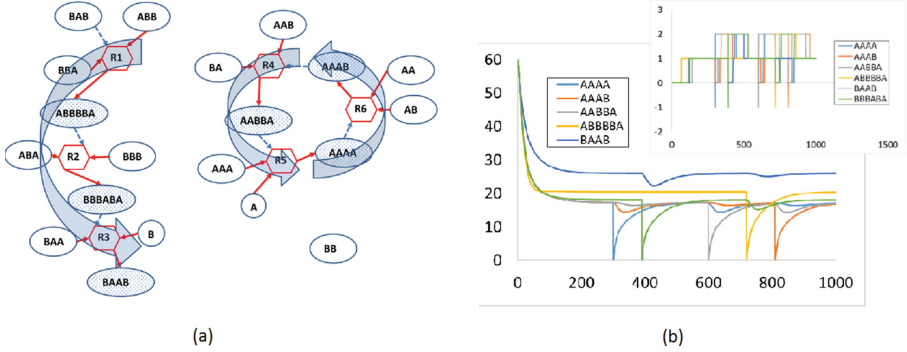 BAB
ABB
R1
BBA
ABBBBA
ABA
R2
BBB
BBBABA
BAA
R3
B
BAAB
AAB
BA
R4
AAAB
AA
R6
AB
AABBA
AAA
R5
AAAA
A
BB
(a)
60
50
40
30
20
10
0
0
200
400
600
800
1000
AAAA
AAAB
AABBA
ABBBBA
BAAB
3
2
1
0
1
2
0
500
1000
1500
AAAA
AAAB
AABBA
ABBBBA
BAAB
BBBABA
(b)